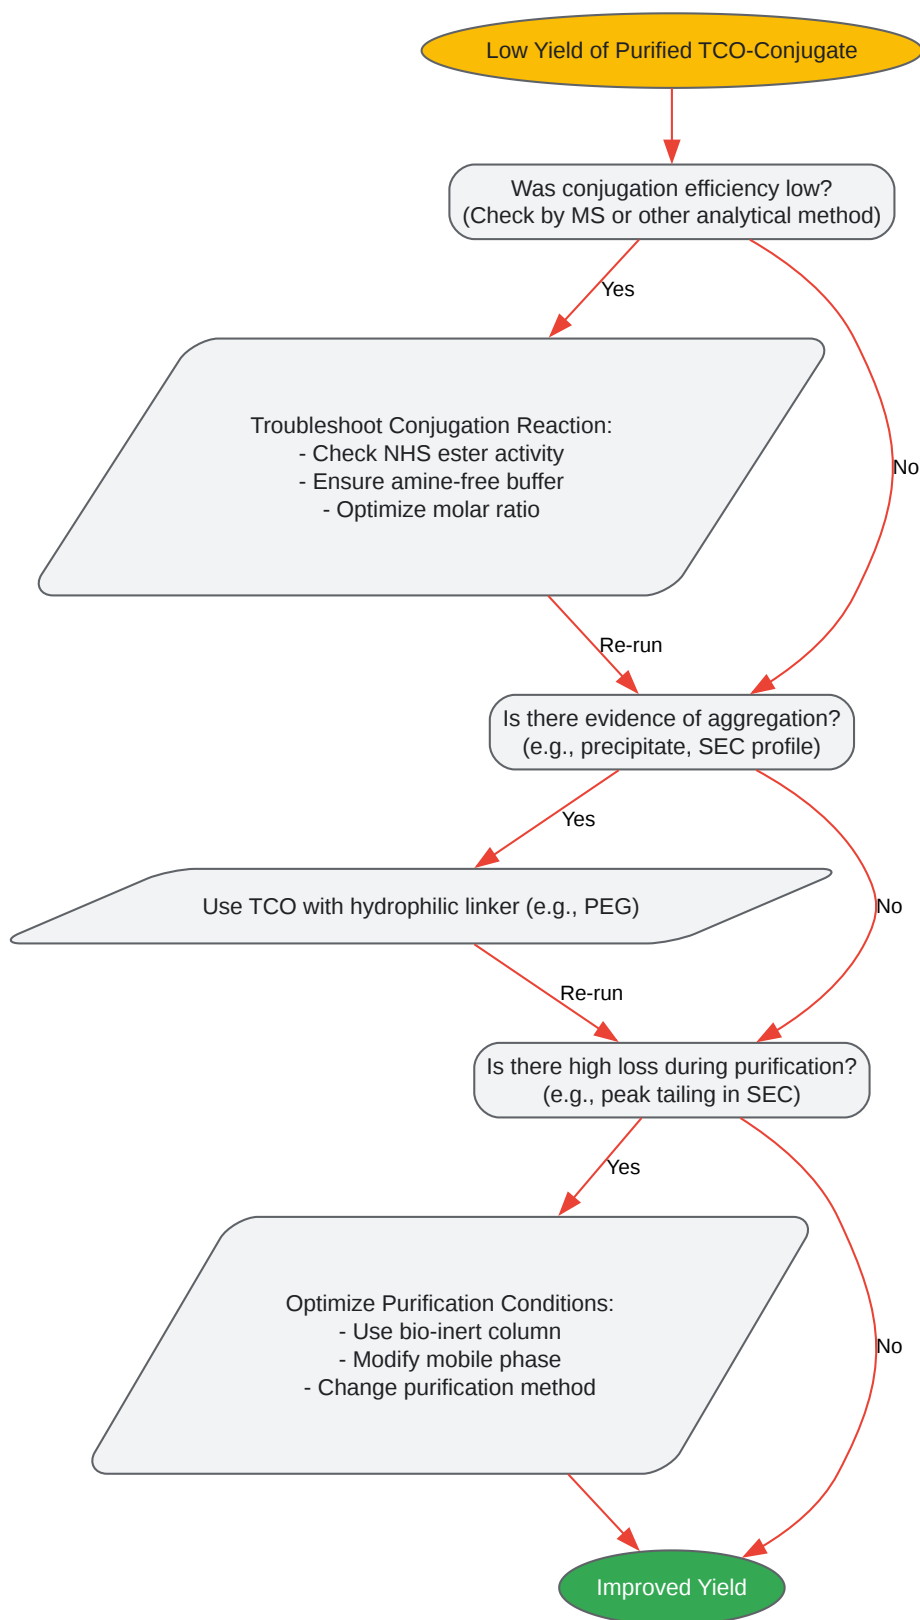 Low Yield of Purified TCO-Conjugate
Was conjugation efficiency low?
(Check by MS or other analytical method)
Yes
No
Troubleshoot Conjugation Reaction:
- Check NHS ester activity
- Ensure amine-free buffer
- Optimize molar ratio
Re-run
Is there evidence of aggregation?
(e.g., precipitate, SEC profile)
Yes
No
Use TCO with hydrophilic linker (e.g., PEG)
Re-run
Is there high loss during purification?
(e.g., peak tailing in SEC)
Yes
No
Optimize Purification Conditions:
- Use bio-inert column
- Modify mobile phase
- Change purification method
Improved Yield